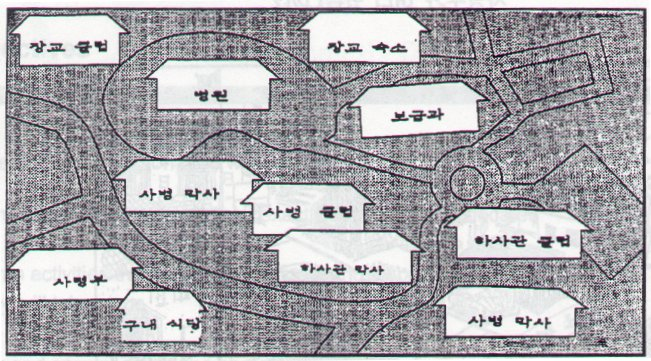 장교 클럽
장교 숙소
병원
보급과
사병 막사
사병 클럽
하사관 클럽
하사관 막사
사령부
구내 식당
사병 막사